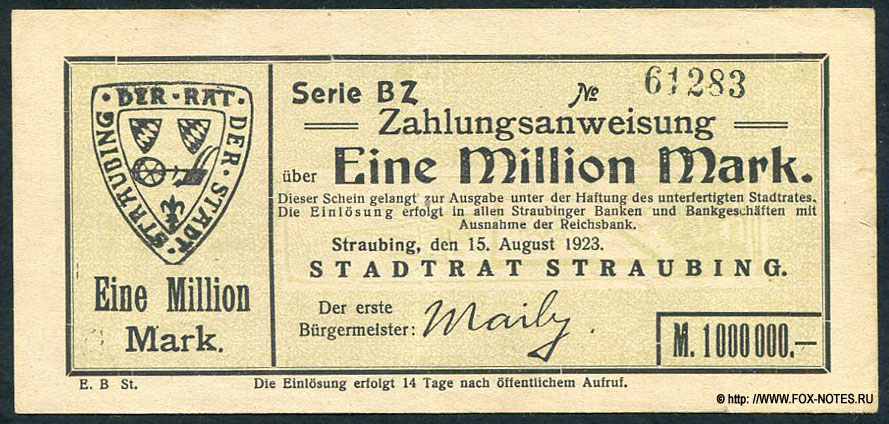 · DER · RAT · DER · STADT · STRAUBING
Eine Million
Mark.
Serie BZ № 61283
Zahlungsanweisung
über Eine Million Mark.
Dieser Schein gelangt zur Ausgabe unter der Haftung des unterfertigten Stadtrates.
Die Einlösung erfolgt in allen Straubinger Banken und Bankgeschäften mit
Ausnahme der Reichsbank.
Straubing, den 15. August 1923.
STADTRAT STRAUBING.
Der erste
Bürgermeister:
M. 1000000.—
E. B St. Die Einlösung erfolgt 14 Tage nach öffentlichem Aufruf.
© http://WWW.FOX-NOTES.RU